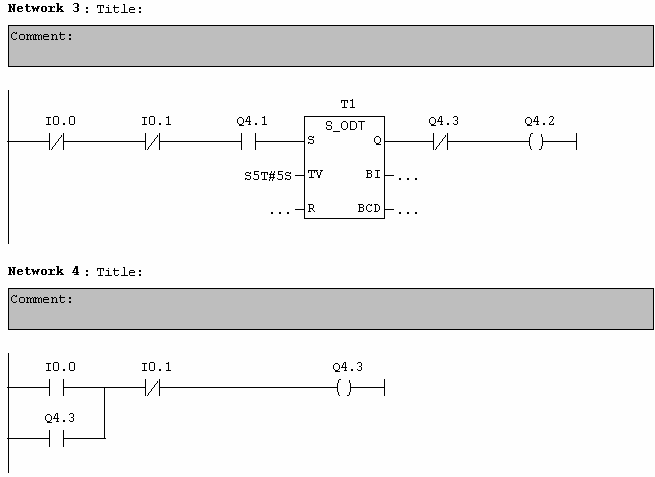 Network 3 : Title:
Comment:
T1
I0.0 I0.1 Q4.1 S_ODT Q4.3 Q4.2
S Q
S5T#5S TV BI ...
... R BCD ...
Network 4 : Title:
Comment:
I0.0 I0.1 Q4.3
Q4.3